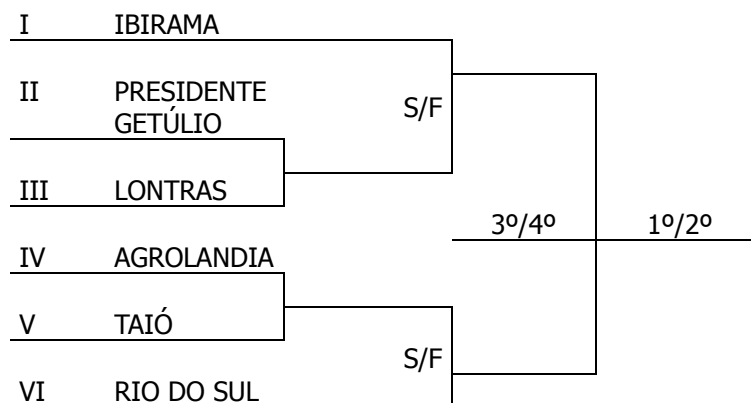 I IBIRAMA
II PRESIDENTE
GETÚLIO
S/F
III LONTRAS
3º/4º 1º/2º
IV AGROLANDIA
V TAIÓ
S/F
VI RIO DO SUL